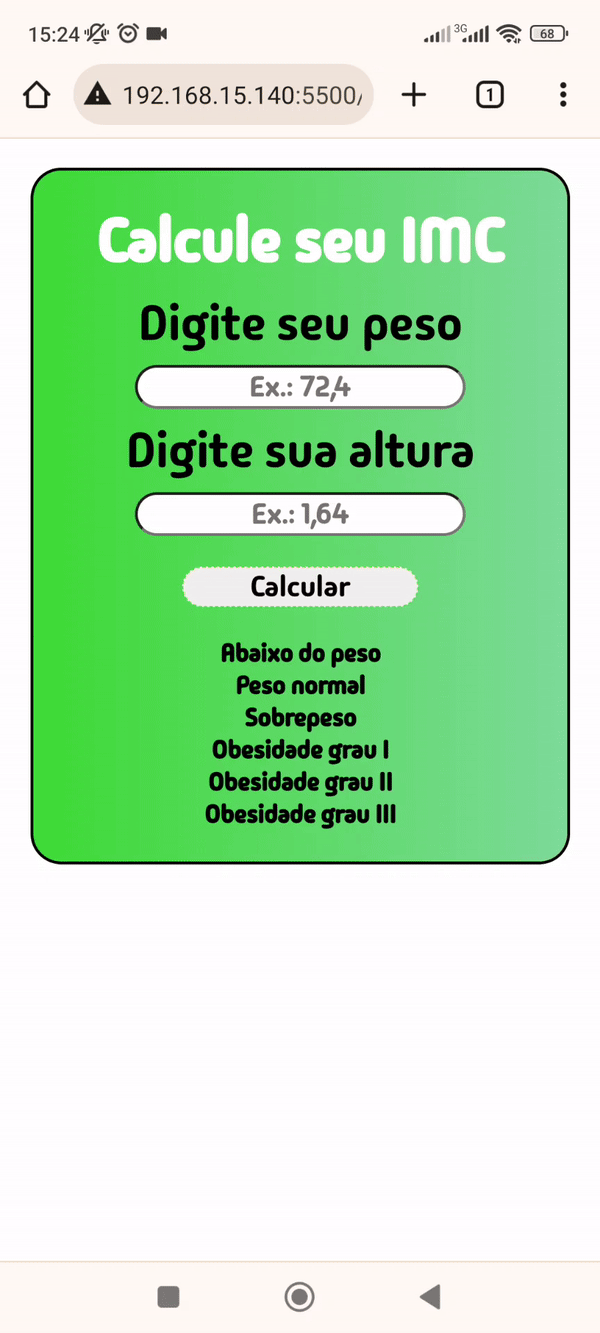 15:24 3G 68
192.168.15.140:5500/ 1
Calcule seu IMC
Digite seu peso
Ex.: 72,4
Digite sua altura
Ex.: 1,64
Calcular
Abaixo do peso
Peso normal
Sobrepeso
Obesidade grau I
Obesidade grau II
Obesidade grau III